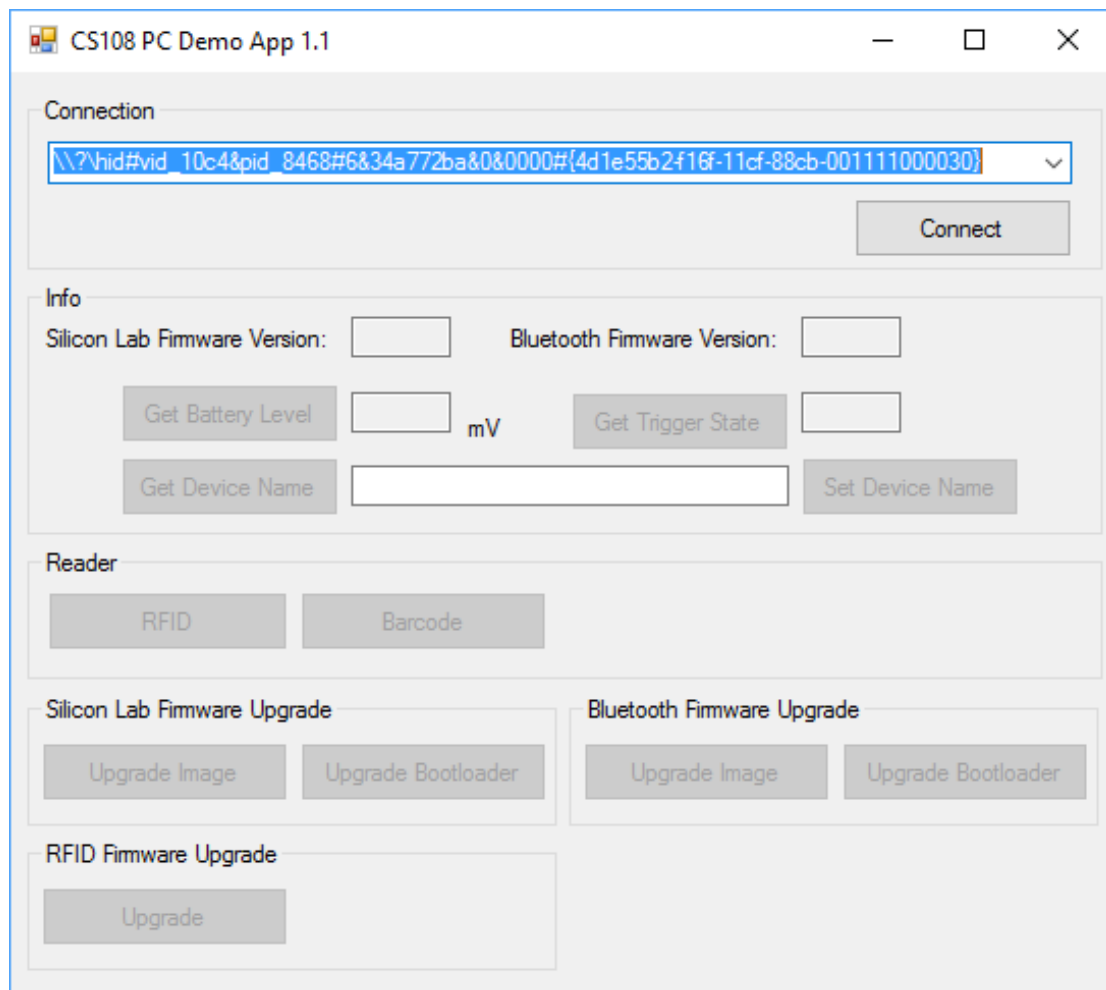 CS108 PC Demo App 1.1
Connection
\\?\hid#vid_10c4&pid_8468#6&34a772ba&0&0000#{4d1e55b2-f16f-11cf-88cb-001111000030}
Connect
Info
Silicon Lab Firmware Version: Bluetooth Firmware Version:
Get Battery Level mV Get Trigger State
Get Device Name Set Device Name
Reader
RFID Barcode
Silicon Lab Firmware Upgrade Bluetooth Firmware Upgrade
Upgrade Image Upgrade Bootloader Upgrade Image Upgrade Bootloader
RFID Firmware Upgrade
Upgrade